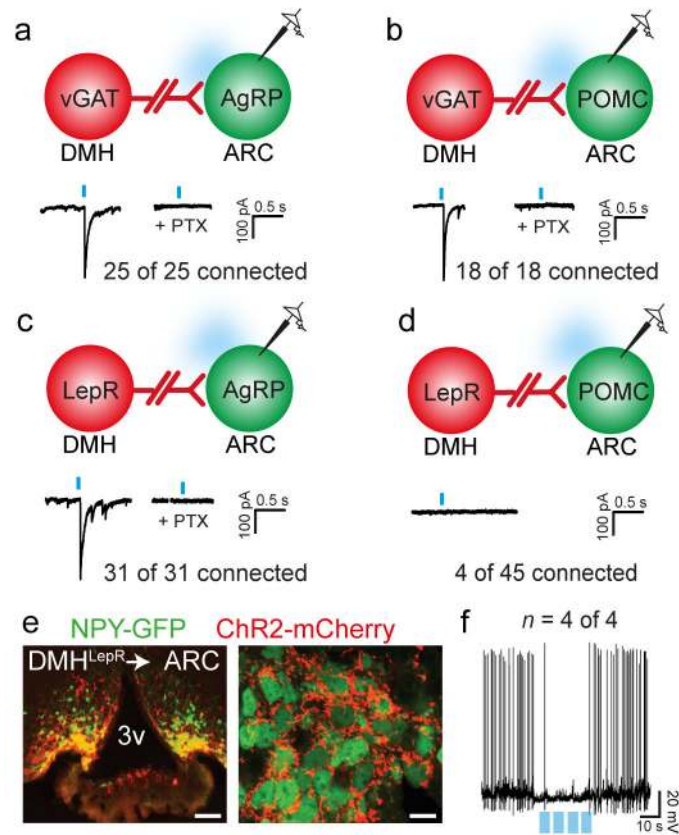 a
vGAT
AgRP
DMH
ARC
+ PTX
100 pA
0.5 s
25 of 25 connected
b
vGAT
POMC
DMH
ARC
+ PTX
100 pA
0.5 s
18 of 18 connected
c
LepR
AgRP
DMH
ARC
+ PTX
100 pA
0.5 s
31 of 31 connected
d
LepR
POMC
DMH
ARC
100 pA
0.5 s
4 of 45 connected
e NPY-GFP ChR2-mCherry
DMHᴸᵉᵖᴿ→ ARC
3v
f
n = 4 of 4
20 mV
10 s